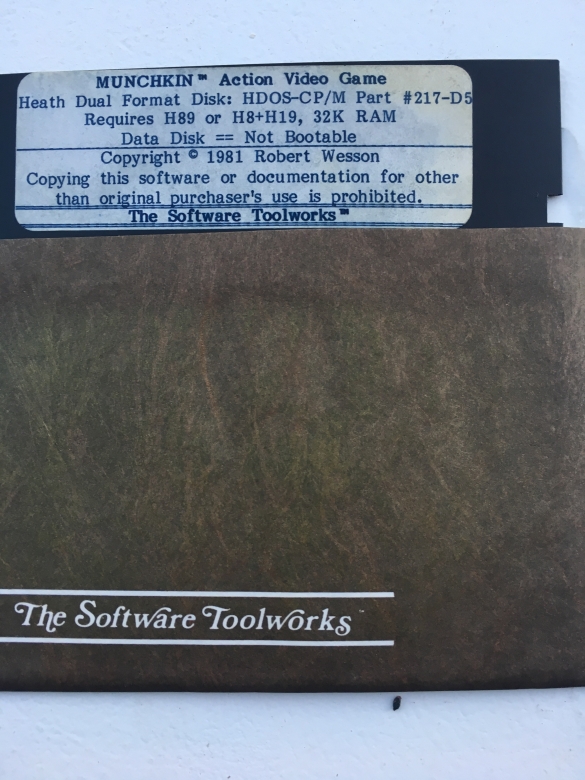 MUNCHKIN™ Action Video Game
Heath Dual Format Disk: HDOS-CP/M Part #217-D5
Requires H89 or H8+H19, 32K RAM
Data Disk == Not Bootable
Copyright © 1981 Robert Wesson
Copying this software or documentation for other
than original purchaser's use is prohibited.
The Software Toolworks™
The Software Toolworks™